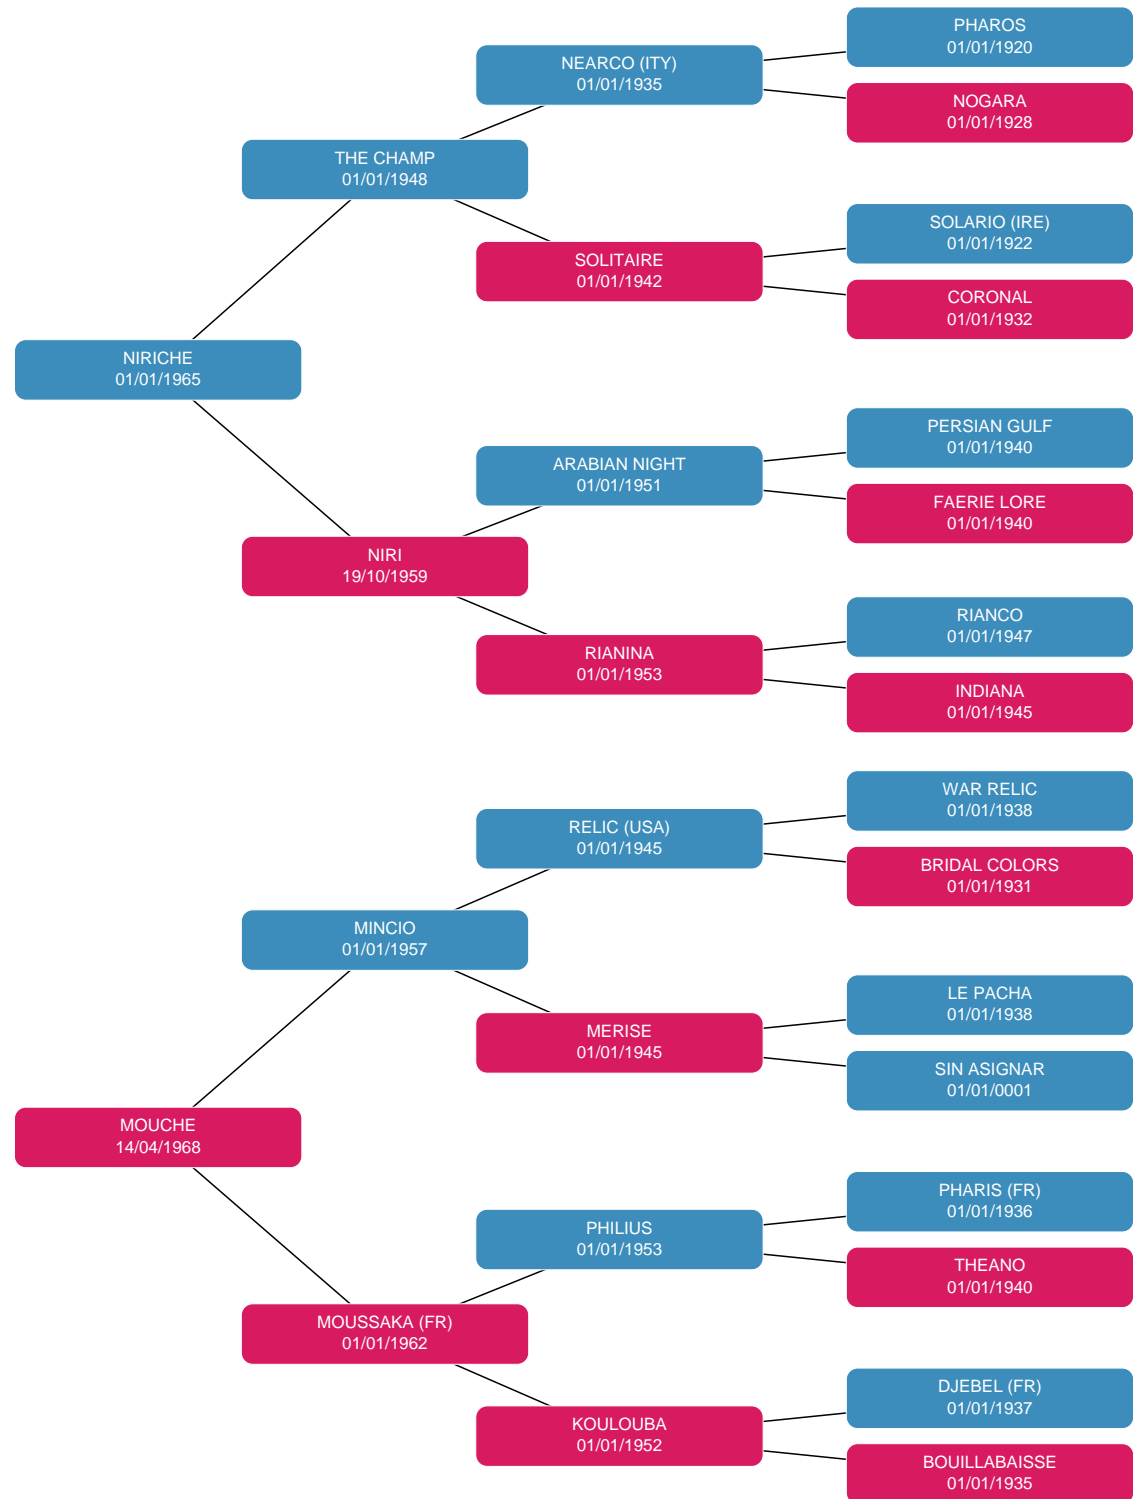 PHAROS
01/01/1920
NEARCO (ITY)
01/01/1935
NOGARA
01/01/1928
THE CHAMP
01/01/1948
SOLARIO (IRE)
01/01/1922
SOLITAIRE
01/01/1942
CORONAL
01/01/1932
NIRICHE
01/01/1965
PERSIAN GULF
01/01/1940
ARABIAN NIGHT
01/01/1951
FAERIE LORE
01/01/1940
NIRI
19/10/1959
RIANCO
01/01/1947
RIANINA
01/01/1953
INDIANA
01/01/1945
WAR RELIC
01/01/1938
RELIC (USA)
01/01/1945
BRIDAL COLORS
01/01/1931
MINCIO
01/01/1957
LE PACHA
01/01/1938
MERISE
01/01/1945
SIN ASIGNAR
01/01/0001
MOUCHE
14/04/1968
PHARIS (FR)
01/01/1936
PHILIUS
01/01/1953
THEANO
01/01/1940
MOUSSAKA (FR)
01/01/1962
DJEBEL (FR)
01/01/1937
KOULOUBA
01/01/1952
BOUILLABAISSE
01/01/1935